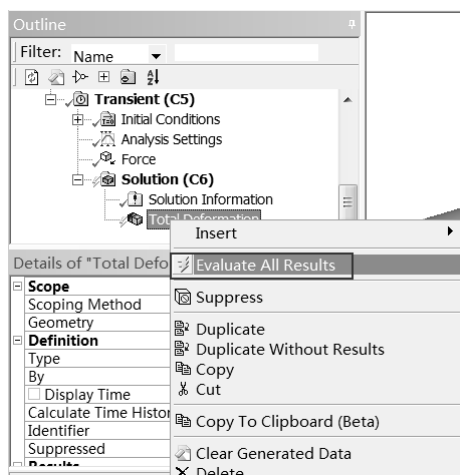 Outline
Filter: Name
Transient (C5)
Initial Conditions
Analysis Settings
Force
Solution (C6)
Solution Information
Total Deformation
Insert
Details of "Total Defo
Evaluate All Results
Scope
Scoping Method
Suppress
Geometry
Definition
Duplicate
Type
Duplicate Without Results
By
Copy
Display Time
Cut
Calculate Time Histor
Identifier
Copy To Clipboard (Beta)
Suppressed
Clear Generated Data
Results
Delete